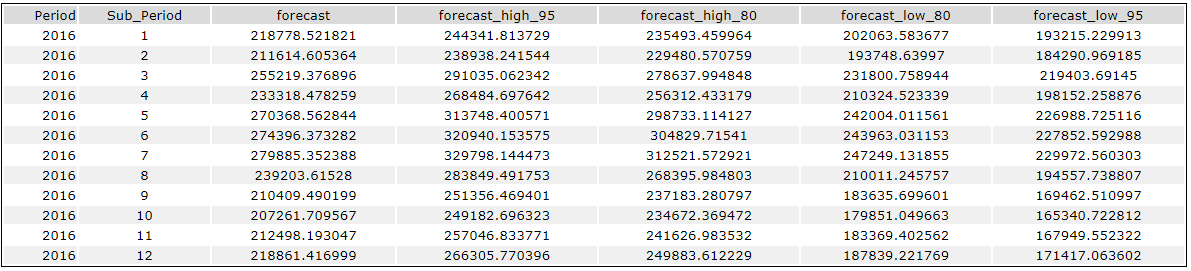 Period Sub_Period forecast forecast_high_95 forecast_high_80 forecast_low_80 forecast_low_95
2016 1 218778.521821 244341.813729 235493.459964 202063.583677 193215.229913
2016 2 211614.605364 238938.241544 229480.570759 193748.63997 184290.969185
2016 3 255219.376896 291035.062342 278637.994848 231800.758944 219403.69145
2016 4 233318.478259 268484.697642 256312.433179 210324.523339 198152.258876
2016 5 270368.562844 313748.400571 298733.114127 242004.011561 226988.725116
2016 6 274396.373282 320940.153575 304829.71541 243963.031153 227852.592988
2016 7 279885.352388 329798.144473 312521.572921 247249.131855 229972.560303
2016 8 239203.61528 283849.491753 268395.984803 210011.245757 194557.738807
2016 9 210409.490199 251356.469401 237183.280797 183635.699601 169462.510997
2016 10 207261.709567 249182.696323 234672.369472 179851.049663 165340.722812
2016 11 212498.193047 257046.833771 241626.983532 183369.402562 167949.552322
2016 12 218861.416999 266305.770396 249883.612229 187839.221769 171417.063602